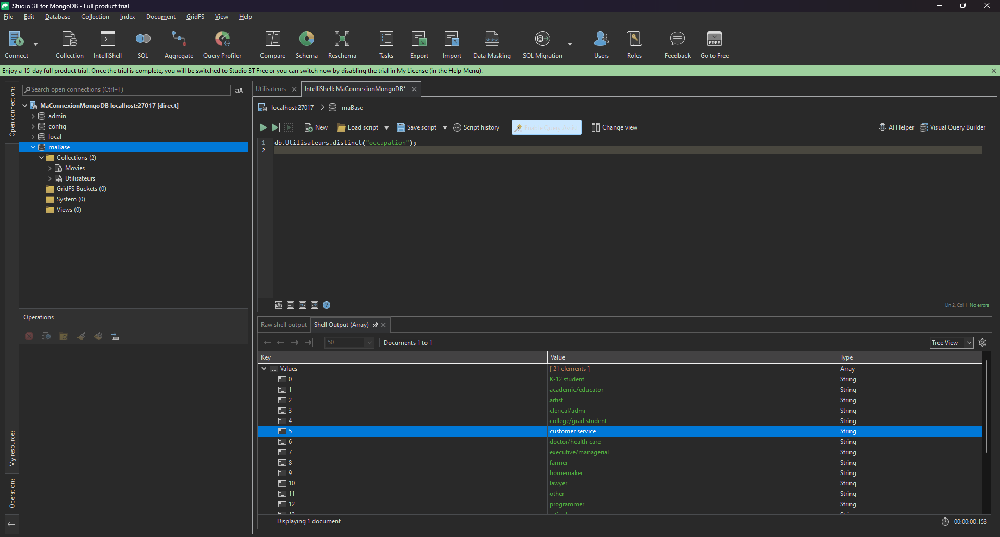 Studio 3T for MongoDB - Full product trial
File Edit Database Collection Index Document GridFS View Help
Connect Collection IntelliShell SQL Aggregate Query Profiler Compare Schema Reschema Tasks Export Import Data Masking SQL Migration Users Roles Feedback Go to Free
FREE
Enjoy a 15-day full product trial. Once the trial is complete, you will be switched to Studio 3T Free or you can switch now by disabling the trial in My License (in the Help Menu).
Open connections
My resources
Operations
Search open connections (Ctrl+F) aA
MaConnexionMongoDB localhost:27017 [direct]
admin
config
local
maBase
Collections (2)
Movies
Utilisateurs
GridFS Buckets (0)
System (0)
Views (0)
Operations
Utilisateurs IntelliShell: MaConnexionMongoDB*
localhost:27017 maBase
New Load script Save script Script history Enable Query Assist Change view AI Helper Visual Query Builder
1 db.Utilisateurs.distinct("occupation");
2
Lin 2, Col 1 No errors
Raw shell output Shell Output (Array)
50 Documents 1 to 1 Tree View
Key Value Type
Values [ 21 elements ] Array
0 K-12 student String
1 academic/educator String
2 artist String
3 clerical/admi String
4 college/grad student String
5 customer service String
6 doctor/health care String
7 executive/managerial String
8 farmer String
9 homemaker String
10 lawyer String
11 other String
12 programmer String
13 retired String
Displaying 1 document 00:00:00.153